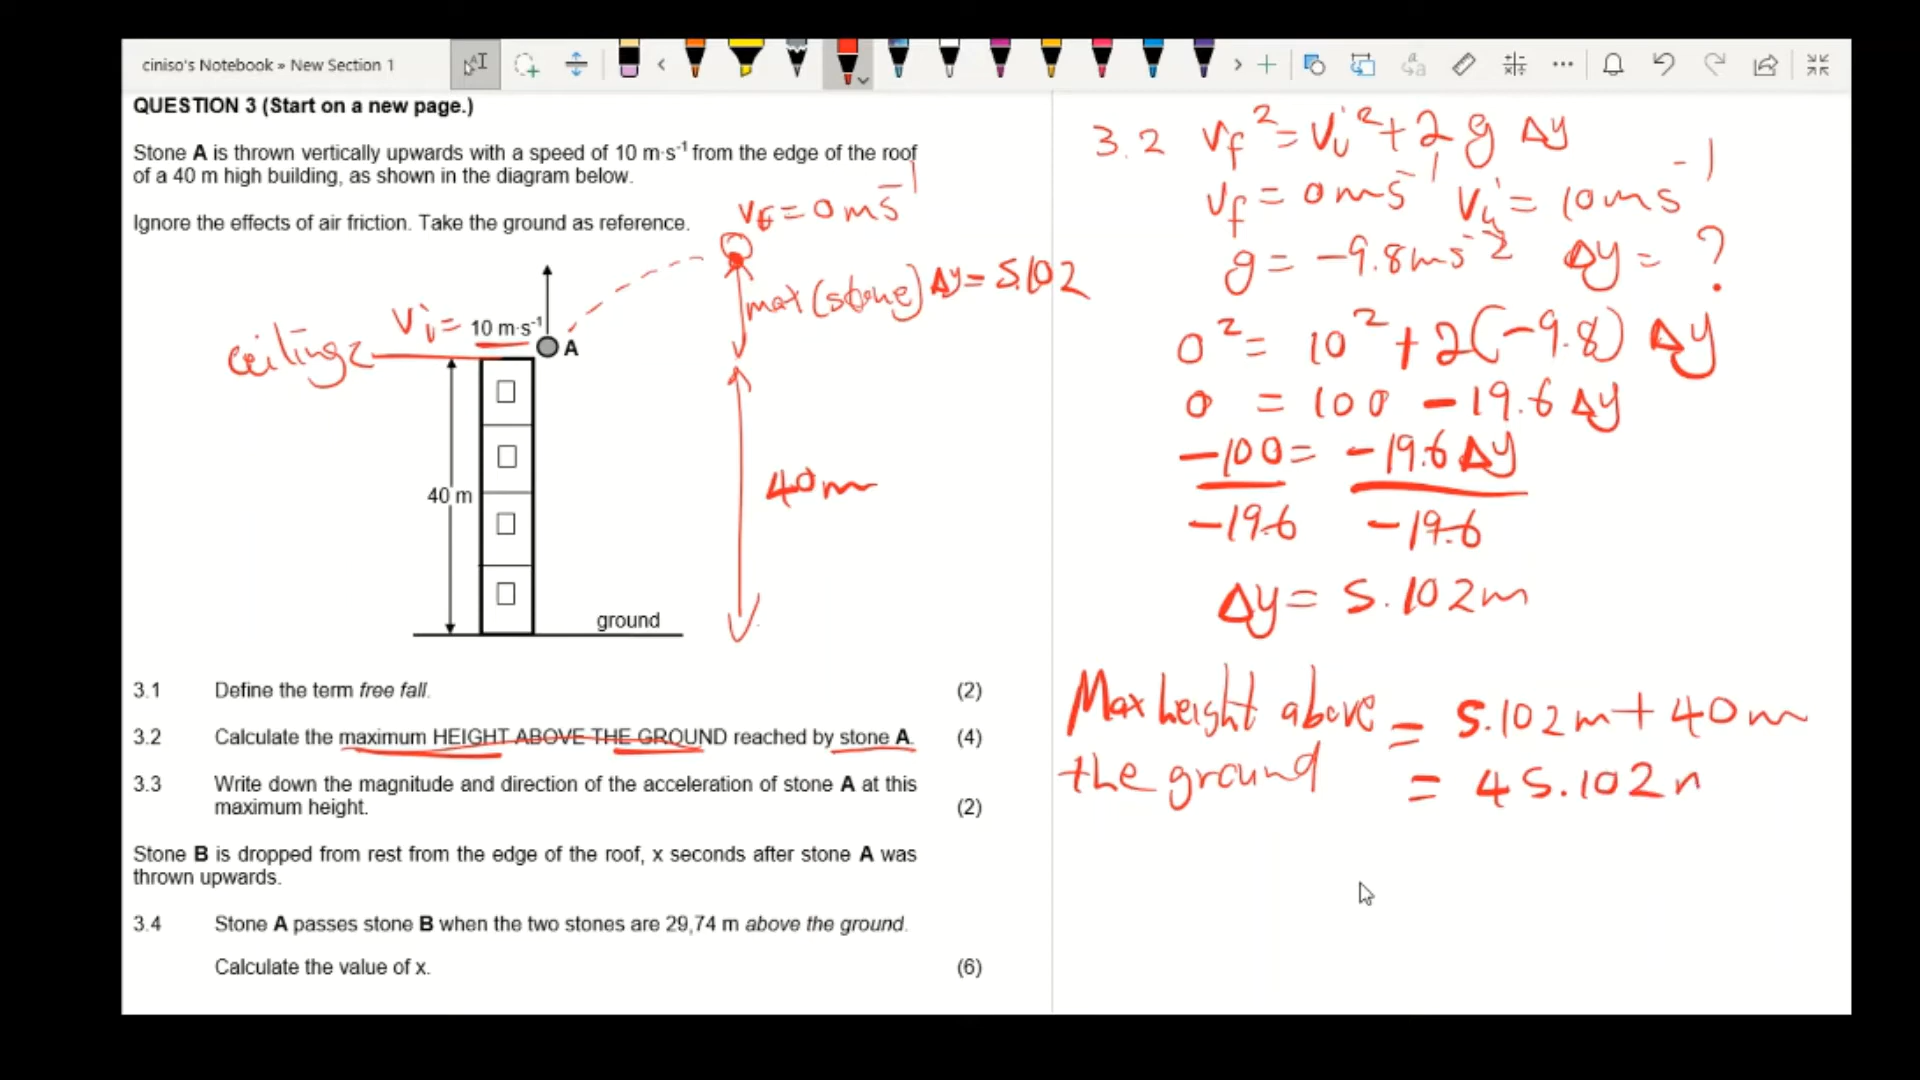 ciniso's Notebook » New Section 1
QUESTION 3 (Start on a new page.)
Stone A is thrown vertically upwards with a speed of 10 m·s⁻¹ from the edge of the roof
of a 40 m high building, as shown in the diagram below.
Ignore the effects of air friction. Take the ground as reference.
vf = 0 ms⁻¹
max (stone) Δy = 5.102
ceiling
vi = 10 m·s⁻¹
A
40 m
40m
ground
3.1 Define the term free fall. (2)
3.2 Calculate the maximum HEIGHT ABOVE THE GROUND reached by stone A. (4)
3.3 Write down the magnitude and direction of the acceleration of stone A at this
maximum height. (2)
Stone B is dropped from rest from the edge of the roof, x seconds after stone A was
thrown upwards.
3.4 Stone A passes stone B when the two stones are 29,74 m above the ground.
Calculate the value of x. (6)
3.2 vf² = vi² + 2 g Δy
vf = 0 ms⁻¹ vi = 10 ms⁻¹
g = -9.8 ms⁻² Δy = ?
0² = 10² + 2(-9.8) Δy
0 = 100 - 19.6 Δy
-100 = -19.6 Δy
-19.6 -19.6
Δy = 5.102m
Max height above = 5.102m + 40m
the ground = 45.102m